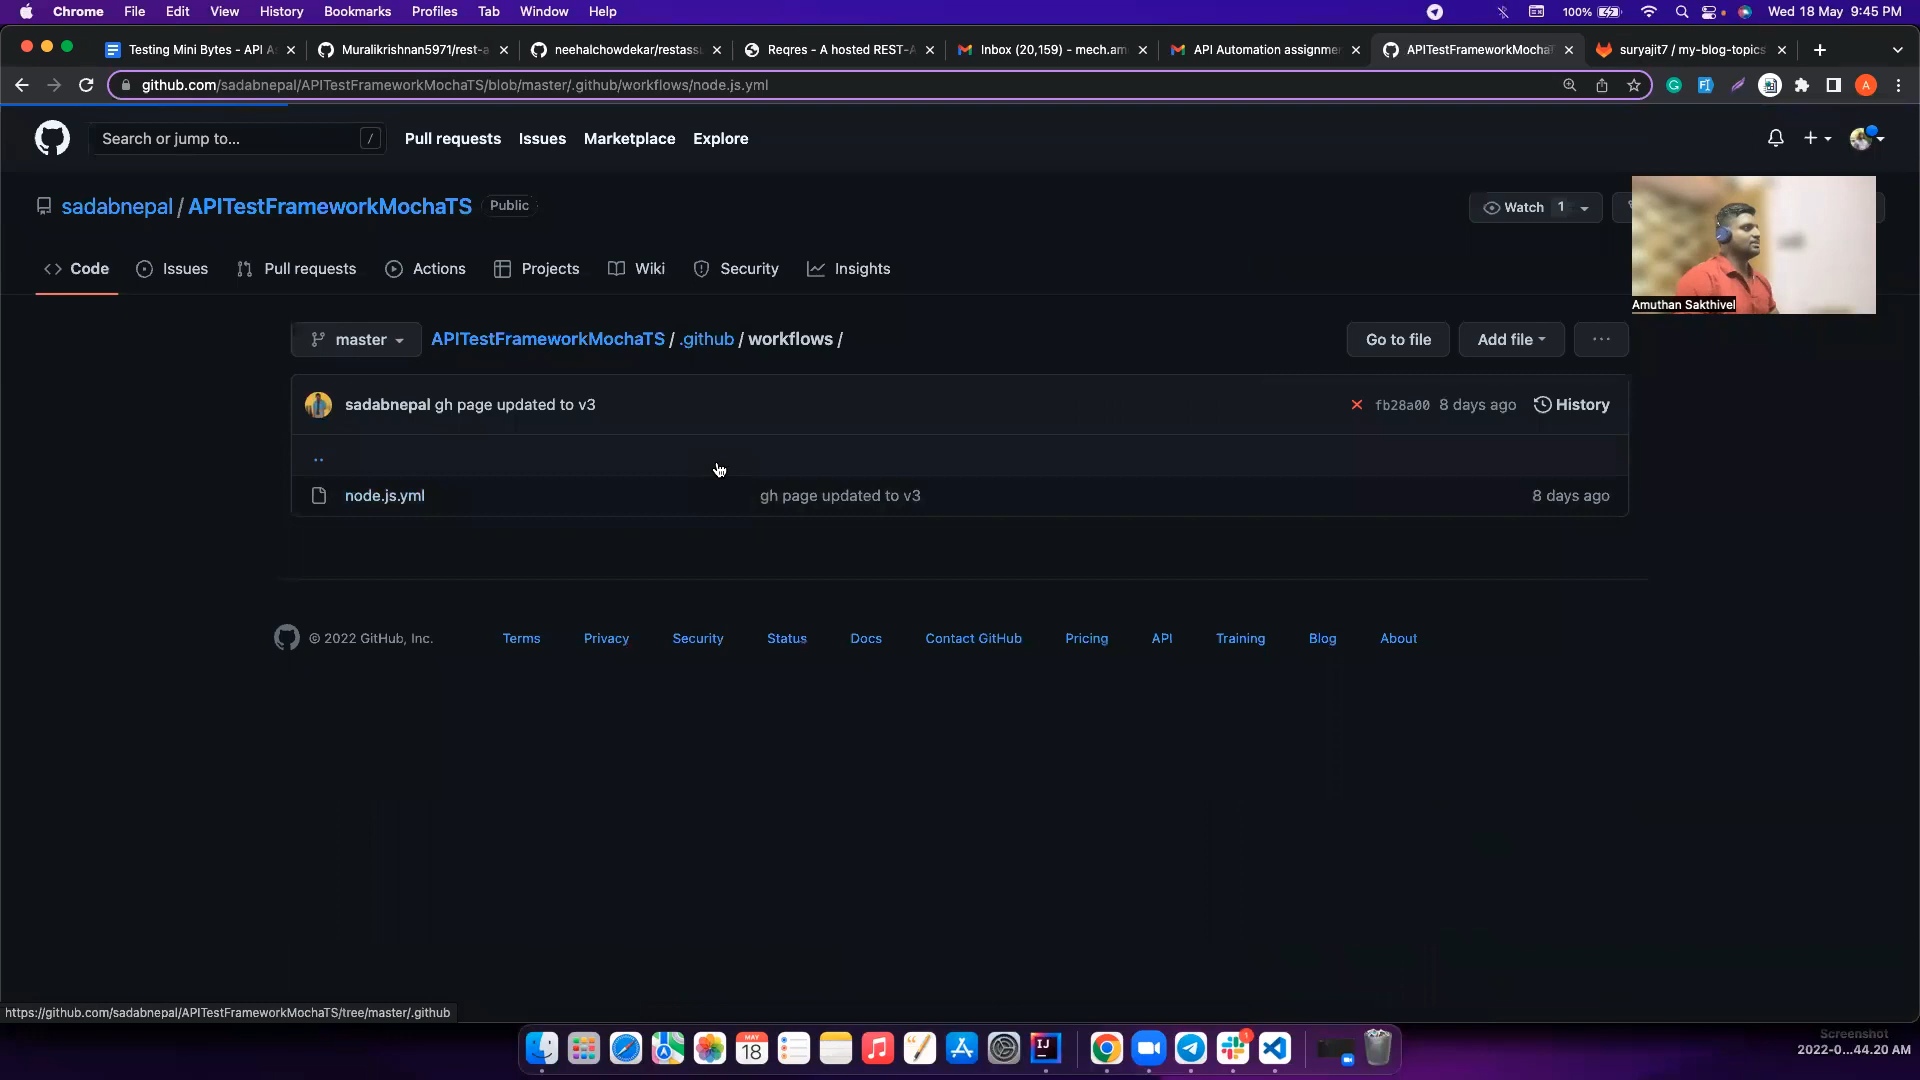 Chrome File Edit View History Bookmarks Profiles Tab Window Help 100% Wed 18 May 9:45 PM
Testing Mini Bytes - API A Muralikrishnan5971/rest-a neehalchowdekar/restassu Reqres - A hosted REST-A Inbox (20,159) - mech.am API Automation assignmen APITestFrameworkMochaT suryajit7 / my-blog-topics
github.com/sadabnepal/APITestFrameworkMochaTS/blob/master/.github/workflows/node.js.yml
A
Search or jump to... / Pull requests Issues Marketplace Explore
sadabnepal / APITestFrameworkMochaTS Public Watch 1
Code Issues Pull requests Actions Projects Wiki Security Insights
Amuthan Sakthivel
master APITestFrameworkMochaTS / .github / workflows / Go to file Add file ...
sadabnepal gh page updated to v3 fb28a00 8 days ago History
..
node.js.yml gh page updated to v3 8 days ago
© 2022 GitHub, Inc. Terms Privacy Security Status Docs Contact GitHub Pricing API Training Blog About
https://github.com/sadabnepal/APITestFrameworkMochaTS/tree/master/.github
MAY
18
IJ
1
Screenshot
2022-0...44.20 AM